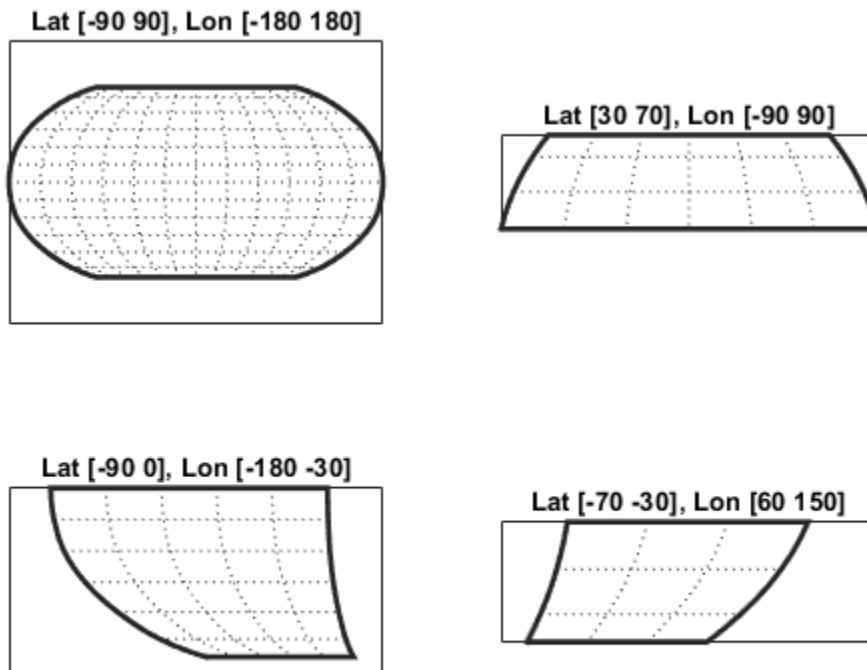 Lat [-90 90], Lon [-180 180]
Lat [30 70], Lon [-90 90]
Lat [-90 0], Lon [-180 -30]
Lat [-70 -30], Lon [60 150]